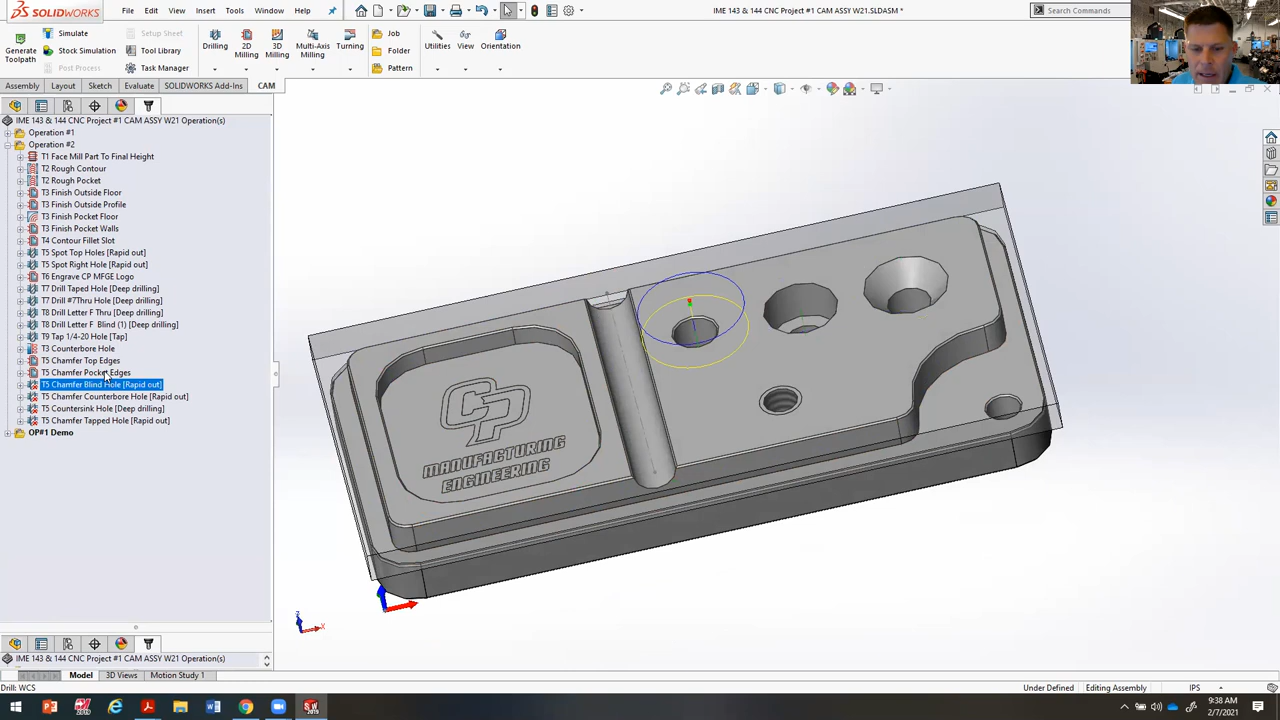 SOLIDWORKS File Edit View Insert Tools Window Help IME 143 & 144 CNC Project #1 CAM ASSY W21.SLDASM * Search Commands
Generate Toolpath Simulate Setup Sheet Drilling 2D Milling 3D Milling Multi-Axis Milling Turning Job Utilities View Orientation
Stock Simulation Tool Library Folder
Post Process Task Manager Pattern
Assembly Layout Sketch Evaluate SOLIDWORKS Add-Ins CAM
IME 143 & 144 CNC Project #1 CAM ASSY W21 Operation(s)
Operation #1
Operation #2
T1 Face Mill Part To Final Height
T2 Rough Contour
T2 Rough Pocket
T3 Finish Outside Floor
T3 Finish Outside Profile
T3 Finish Pocket Floor
T3 Finish Pocket Walls
T4 Contour Fillet Slot
T5 Spot Top Holes [Rapid out]
T5 Spot Right Hole [Rapid out]
T6 Engrave CP MFGE Logo
T7 Drill Taped Hole [Deep drilling]
T7 Drill #7Thru Hole [Deep drilling]
T8 Drill Letter F Thru [Deep drilling]
T8 Drill Letter F Blind (1) [Deep drilling]
T9 Tap 1/4-20 Hole [Tap]
T3 Counterbore Hole
T5 Chamfer Top Edges
T5 Chamfer Pocket Edges
T5 Chamfer Blind Hole [Rapid out]
T5 Chamfer Counterbore Hole [Rapid out]
T5 Countersink Hole [Deep drilling]
T5 Chamfer Tapped Hole [Rapid out]
OP#1 Demo
CP
MANUFACTURING
ENGINEERING
Z
X
IME 143 & 144 CNC Project #1 CAM ASSY W21 Operation(s)
Model 3D Views Motion Study 1
Drill: WCS Under Defined Editing Assembly IPS
9:38 AM
2/7/2021